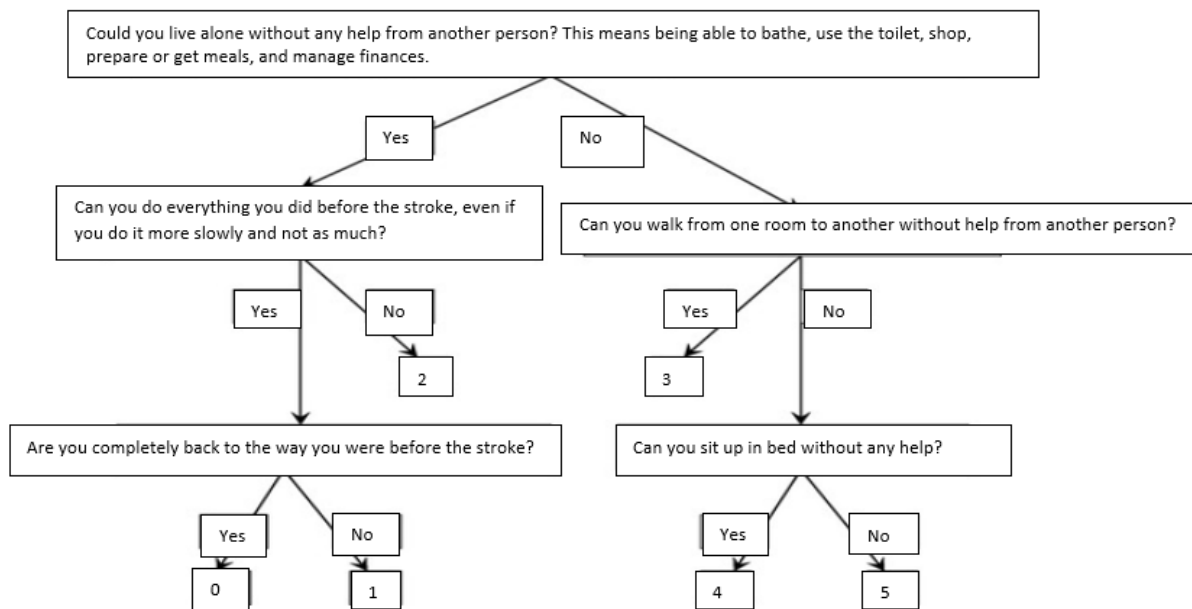 Could you live alone without any help from another person? This means being able to bathe, use the toilet, shop,
prepare or get meals, and manage finances.
Yes
No
Can you do everything you did before the stroke, even if
you do it more slowly and not as much?
Can you walk from one room to another without help from another person?
Yes
No
Yes
No
2
3
Are you completely back to the way you were before the stroke?
Can you sit up in bed without any help?
Yes
No
Yes
No
0
1
4
5